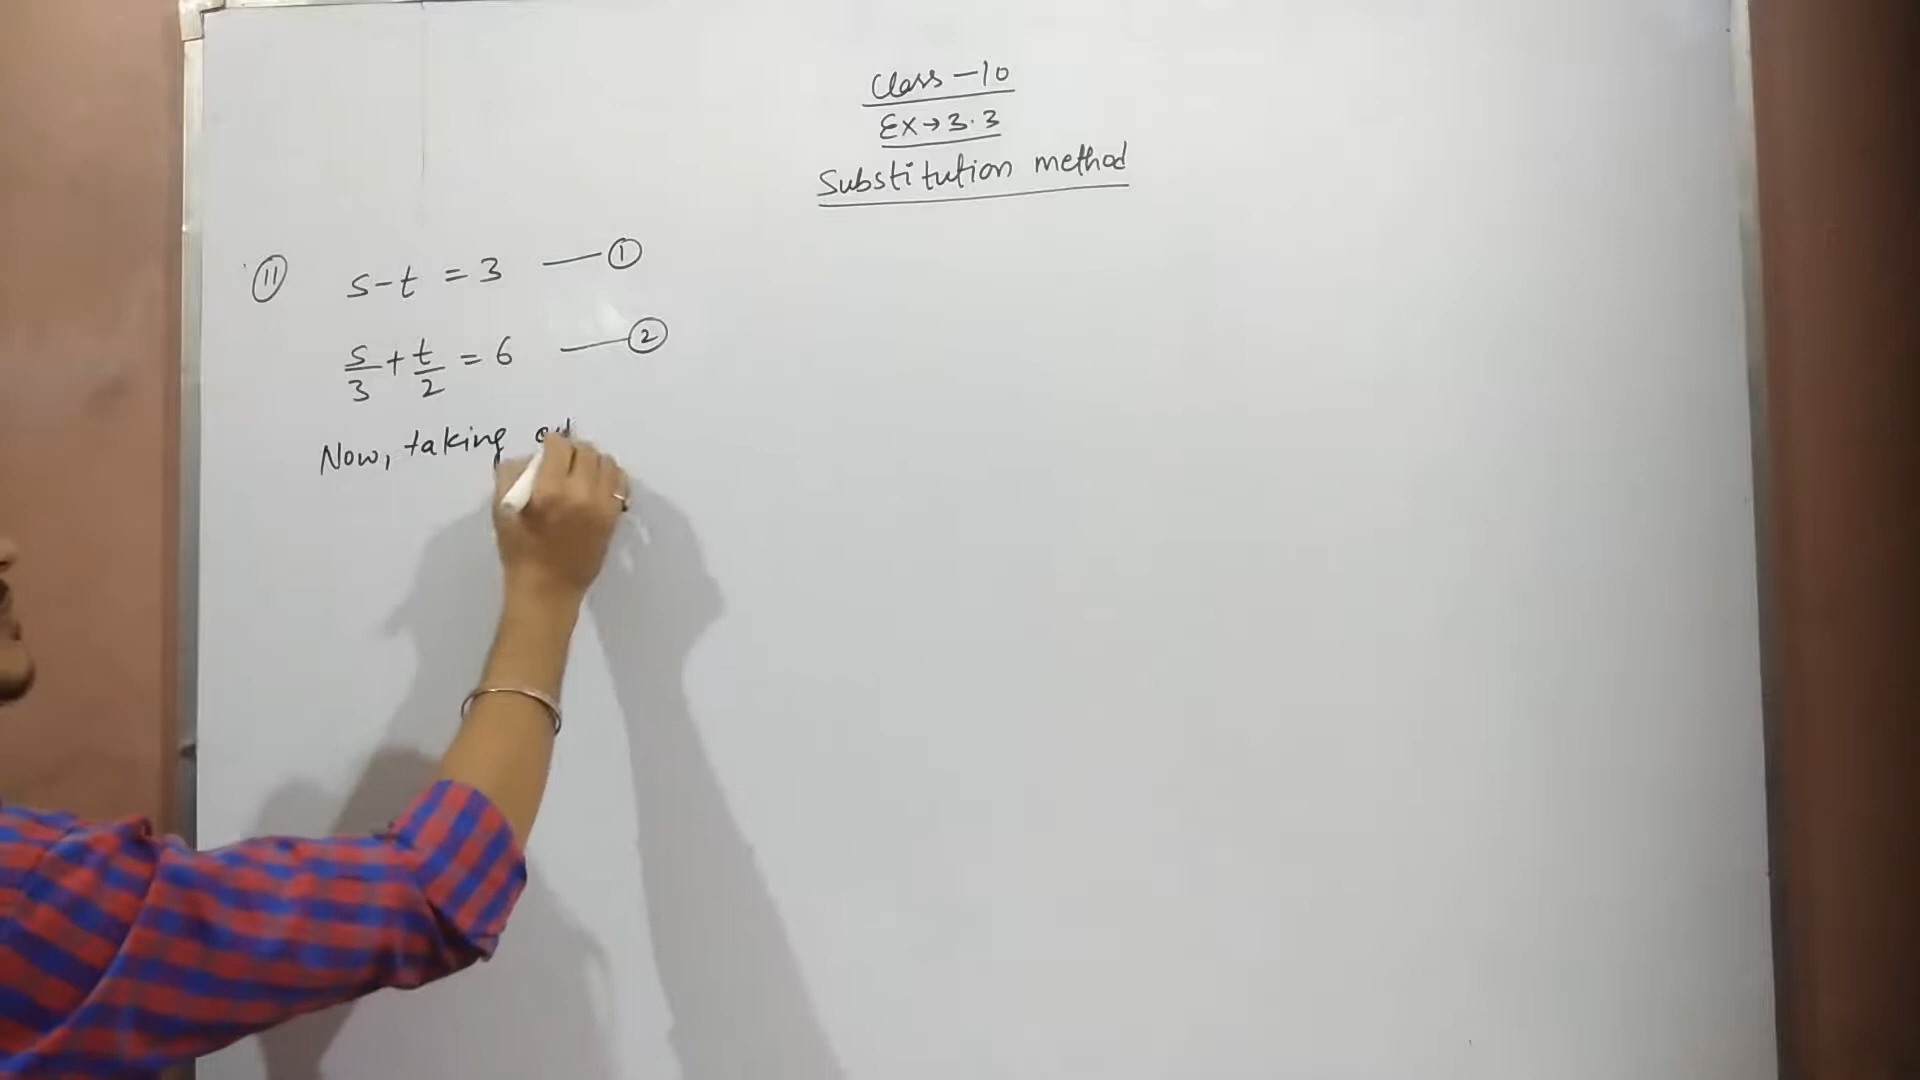 Class - 10
Ex → 3.3
Substitution method
(11) s - t = 3 — (1)
s/3 + t/2 = 6 — (2)
Now, taking